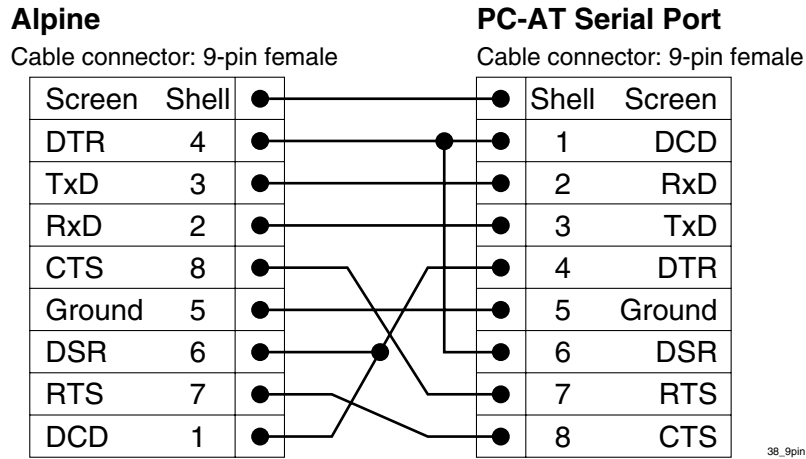 Alpine PC-AT Serial Port
Cable connector: 9-pin female Cable connector: 9-pin female
Screen Shell Shell Screen
DTR 4 1 DCD
TxD 3 2 RxD
RxD 2 3 TxD
CTS 8 4 DTR
Ground 5 5 Ground
DSR 6 6 DSR
RTS 7 7 RTS
DCD 1 8 CTS
38_9pin